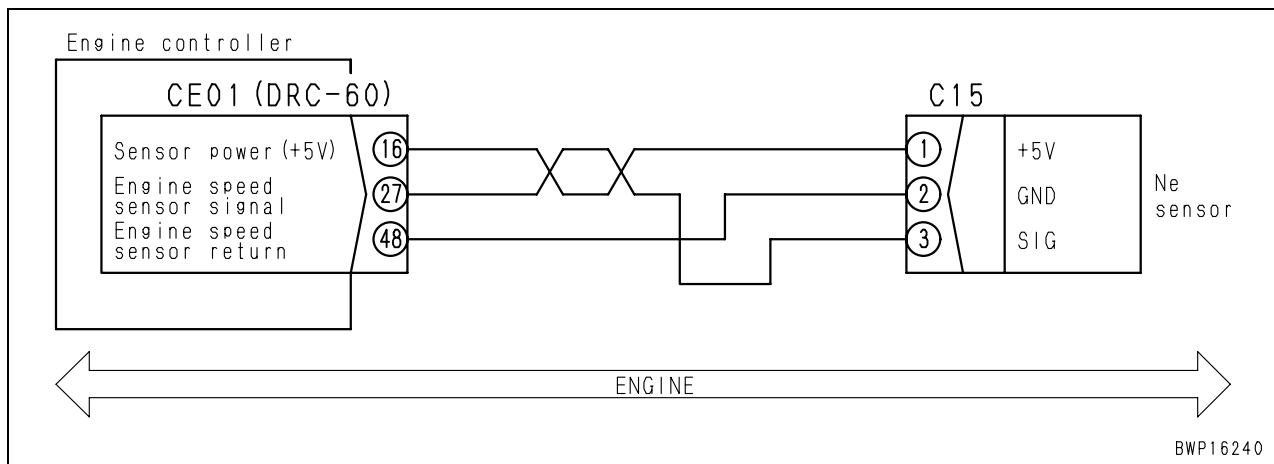 Engine controller
CE01 (DRC-60)
C15
Sensor power (+5V)
16
1
+5V
Engine speed
sensor signal
27
2
GND
Ne
sensor
Engine speed
sensor return
48
3
SIG
ENGINE
BWP16240